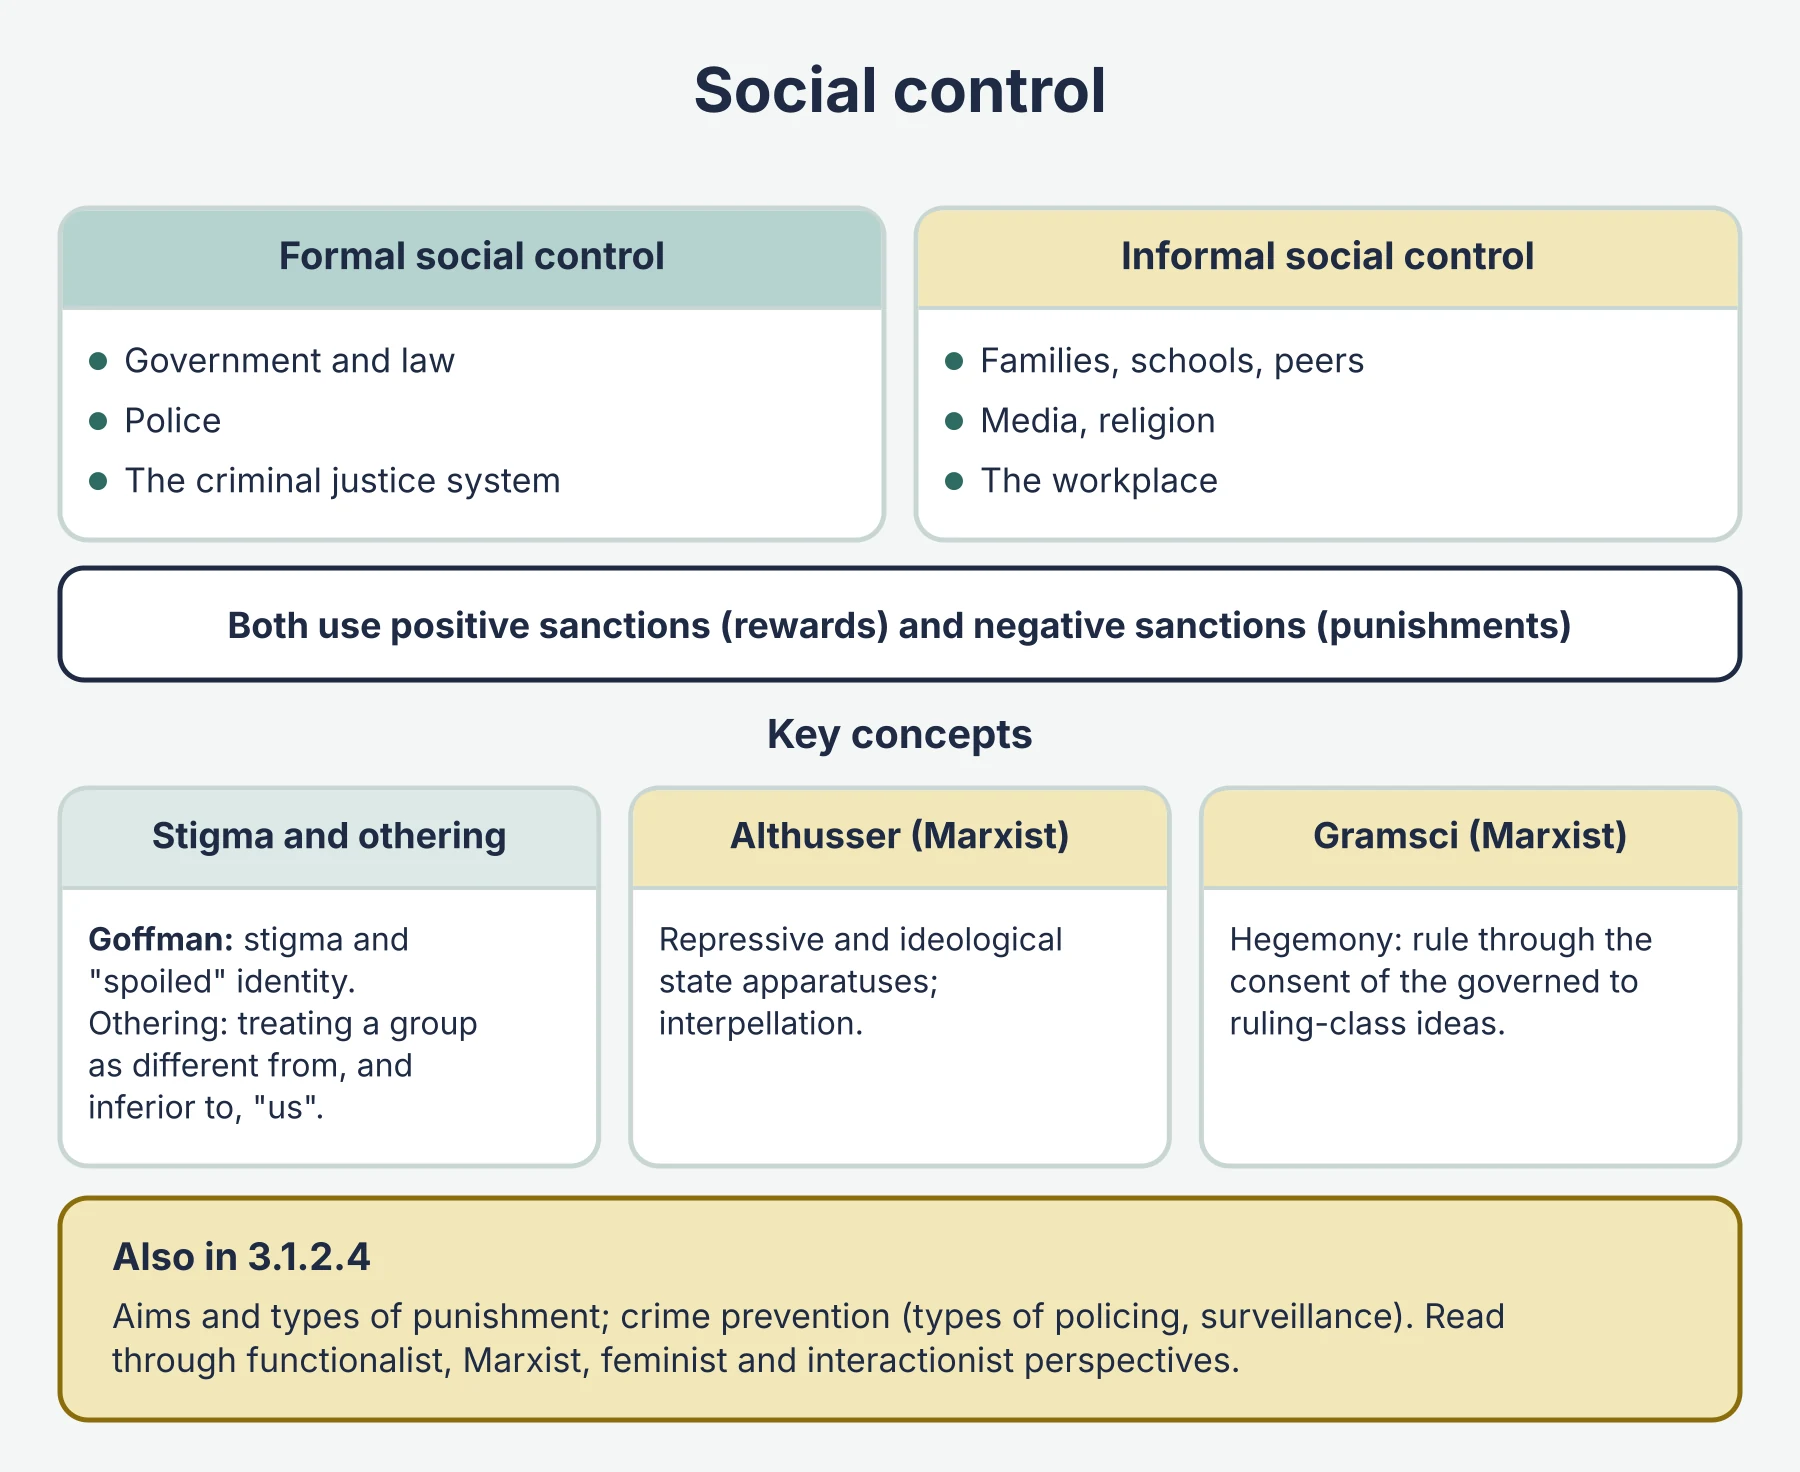 Social control
Formal social control
Government and law
Police
The criminal justice system
Informal social control
Families, schools, peers
Media, religion
The workplace
Both use positive sanctions (rewards) and negative sanctions (punishments)
Key concepts
Stigma and othering
Goffman: stigma and
"spoiled" identity.
Othering: treating a group
as different from, and
inferior to, "us".
Althusser (Marxist)
Repressive and ideological
state apparatuses;
interpellation.
Gramsci (Marxist)
Hegemony: rule through the
consent of the governed to
ruling-class ideas.
Also in 3.1.2.4
Aims and types of punishment; crime prevention (types of policing, surveillance). Read
through functionalist, Marxist, feminist and interactionist perspectives.